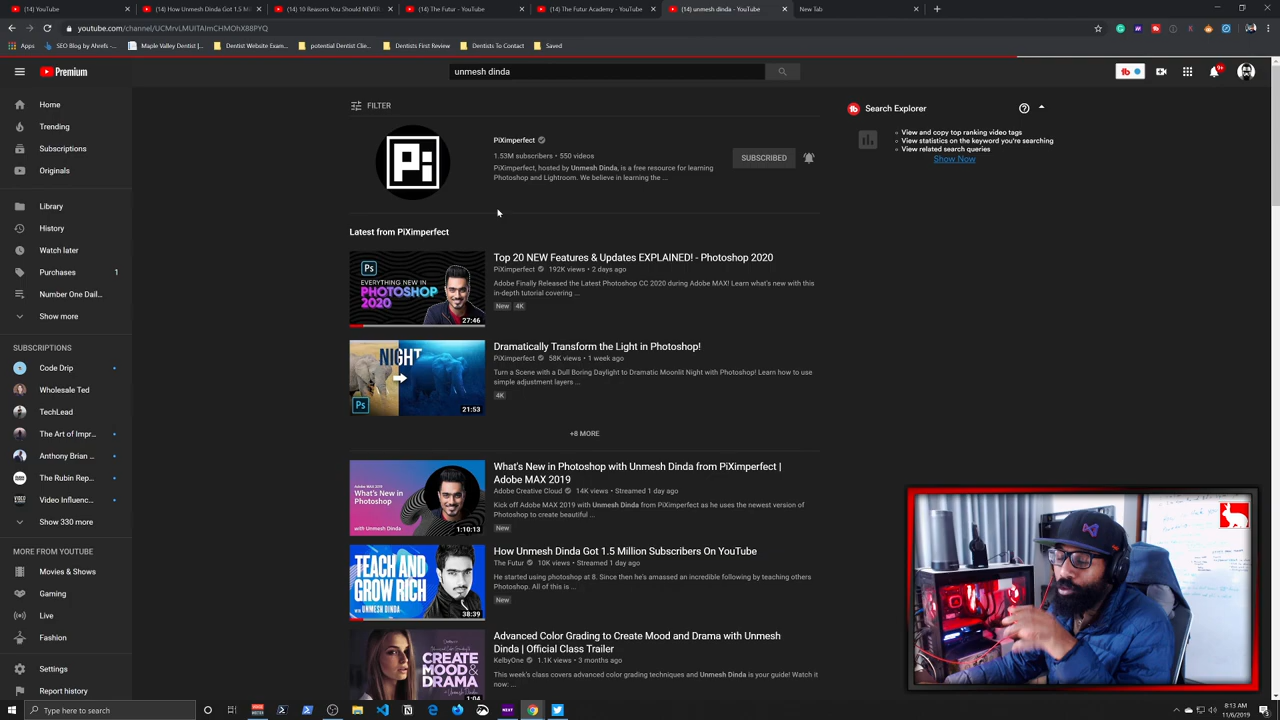 (14) YouTube
(14) How Unmesh Dinda Got 1.5 Mi
(14) 10 Reasons You Should NEVER
(14) The Futur - YouTube
(14) The Futur Academy - YouTube
(14) unmesh dinda - YouTube
New Tab
youtube.com/channel/UCMrvLMUITAImCHMOhX88PYQ
Apps
SEO Blog by Ahrefs -...
Maple Valley Dentist |...
Dentist Website Exam...
potential Dentist Clie...
Dentists First Review
Dentists To Contact
Saved
Premium
unmesh dinda
9+
Home
Trending
Subscriptions
Originals
Library
History
Watch later
Purchases 1
Number One Dail...
Show more
SUBSCRIPTIONS
Code Drip
Wholesale Ted
TechLead
The Art of Impr...
Anthony Brian ...
The Rubin Rep...
Video Influenc...
Show 330 more
MORE FROM YOUTUBE
Movies & Shows
Gaming
Live
Fashion
Settings
Report history
FILTER
Pi
PiXimperfect
1.53M subscribers • 550 videos
PiXimperfect, hosted by Unmesh Dinda, is a free resource for learning
Photoshop and Lightroom. We believe in learning the ...
SUBSCRIBED
Latest from PiXimperfect
Ps
EVERYTHING NEW IN
PHOTOSHOP
2020
27:46
Top 20 NEW Features & Updates EXPLAINED! - Photoshop 2020
PiXimperfect 192K views • 2 days ago
Adobe Finally Released the Latest Photoshop CC 2020 during Adobe MAX! Learn what's new with this
in-depth tutorial covering ...
New 4K
NIGHT
Ps
21:53
Dramatically Transform the Light in Photoshop!
PiXimperfect 58K views • 1 week ago
Turn a Scene with a Dull Boring Daylight to Dramatic Moonlit Night with Photoshop! Learn how to use
simple adjustment layers ...
4K
+8 MORE
What's New in
Photoshop
with Unmesh Dinda
1:10:13
What's New in Photoshop with Unmesh Dinda from PiXimperfect |
Adobe MAX 2019
Adobe Creative Cloud 14K views • Streamed 1 day ago
Kick off Adobe MAX 2019 with Unmesh Dinda from PiXimperfect as he uses the newest version of
Photoshop to create beautiful ...
New
TEACH AND
GROW RICH
WITH UNMESH DINDA
38:39
How Unmesh Dinda Got 1.5 Million Subscribers On YouTube
The Futur 10K views • Streamed 1 day ago
He started using photoshop at 8. Since then he's amassed an incredible following by teaching others
Photoshop. All of this is ...
New
CREATE
MOOD &
DRAMA
1:04
Advanced Color Grading to Create Mood and Drama with Unmesh
Dinda | Official Class Trailer
KelbyOne 1.1K views • 3 months ago
This week's class covers advanced color grading techniques and Unmesh Dinda is your guide! Watch it
now: ...
Search Explorer
View and copy top ranking video tags
View statistics on the keyword you're searching
View related search queries
Show Now
Type here to search
8:13 AM
11/6/2019